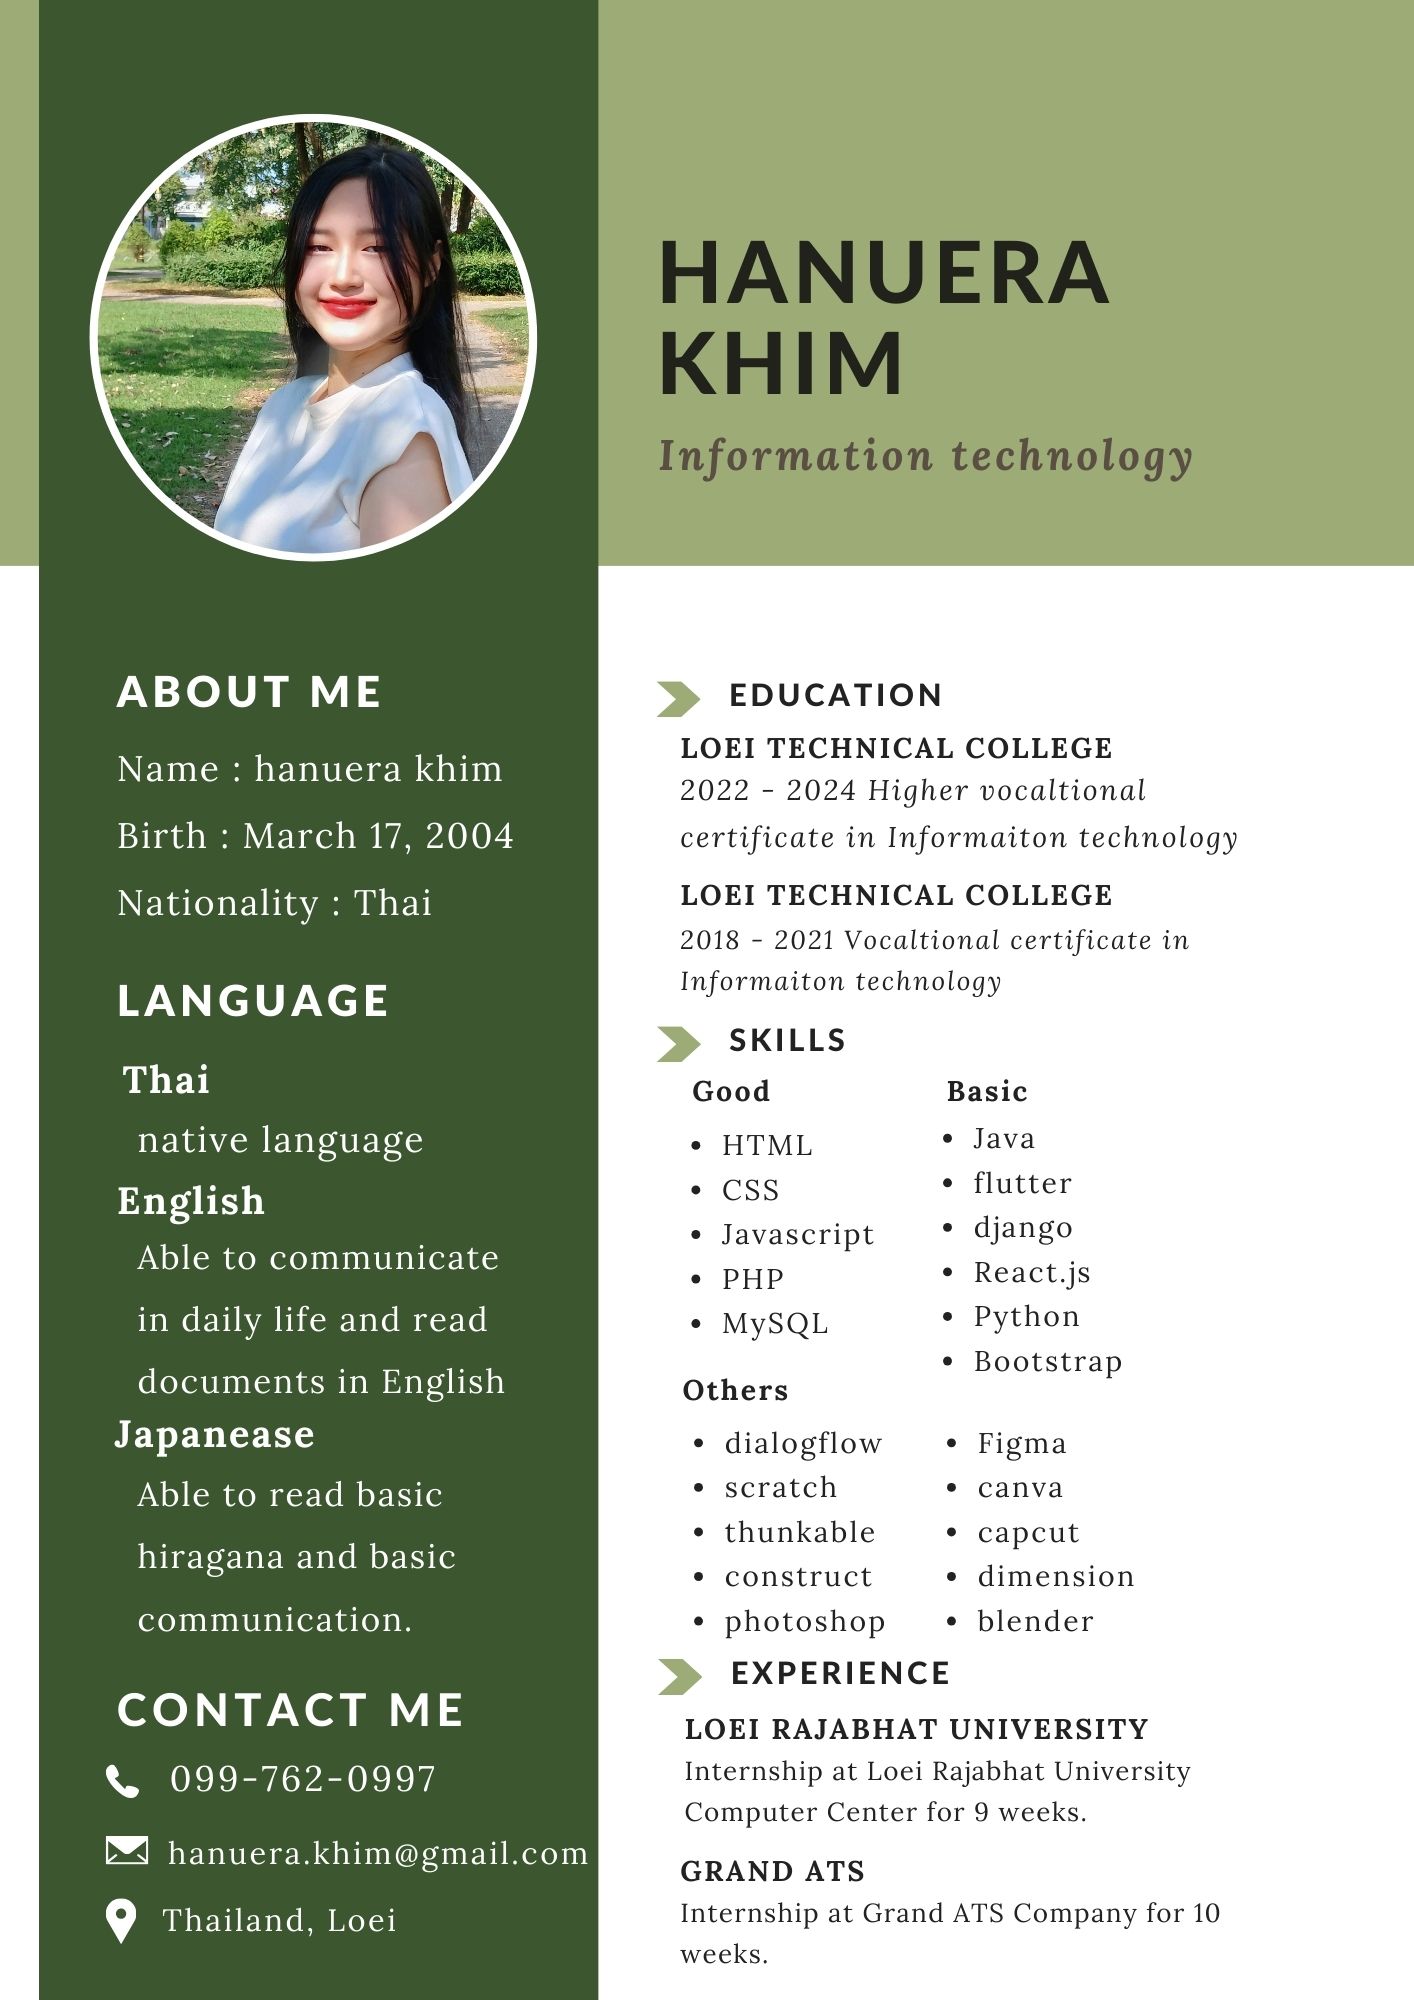 HANUERA
KHIM
Information technology
ABOUT ME
Name : hanuera khim
Birth : March 17, 2004
Nationality : Thai
LANGUAGE
Thai
native language
English
Able to communicate
in daily life and read
documents in English
Japanease
Able to read basic
hiragana and basic
communication.
CONTACT ME
099-762-0997
hanuera.khim@gmail.com
Thailand, Loei
EDUCATION
LOEI TECHNICAL COLLEGE
2022 - 2024 Higher vocaltional
certificate in Informaiton technology
LOEI TECHNICAL COLLEGE
2018 - 2021 Vocaltional certificate in
Informaiton technology
SKILLS
Good
• HTML
• CSS
• Javascript
• PHP
• MySQL
Basic
• Java
• flutter
• django
• React.js
• Python
• Bootstrap
Others
• dialogflow
• scratch
• thunkable
• construct
• photoshop
• Figma
• canva
• capcut
• dimension
• blender
EXPERIENCE
LOEI RAJABHAT UNIVERSITY
Internship at Loei Rajabhat University
Computer Center for 9 weeks.
GRAND ATS
Internship at Grand ATS Company for 10
weeks.